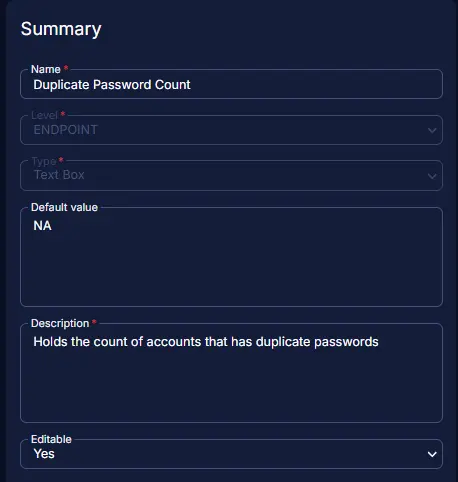 Summary
Name *
Duplicate Password Count
Level *
ENDPOINT
Type *
Text Box
Default value
NA
Description *
Holds the count of accounts that has duplicate passwords
Editable
Yes